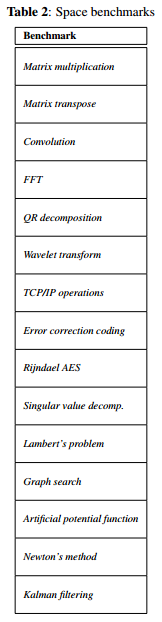 Table 2: Space benchmarks
Benchmark
Matrix multiplication
Matrix transpose
Convolution
FFT
QR decomposition
Wavelet transform
TCP/IP operations
Error correction coding
Rijndael AES
Singular value decomp.
Lambert's problem
Graph search
Artificial potential function
Newton's method
Kalman filtering